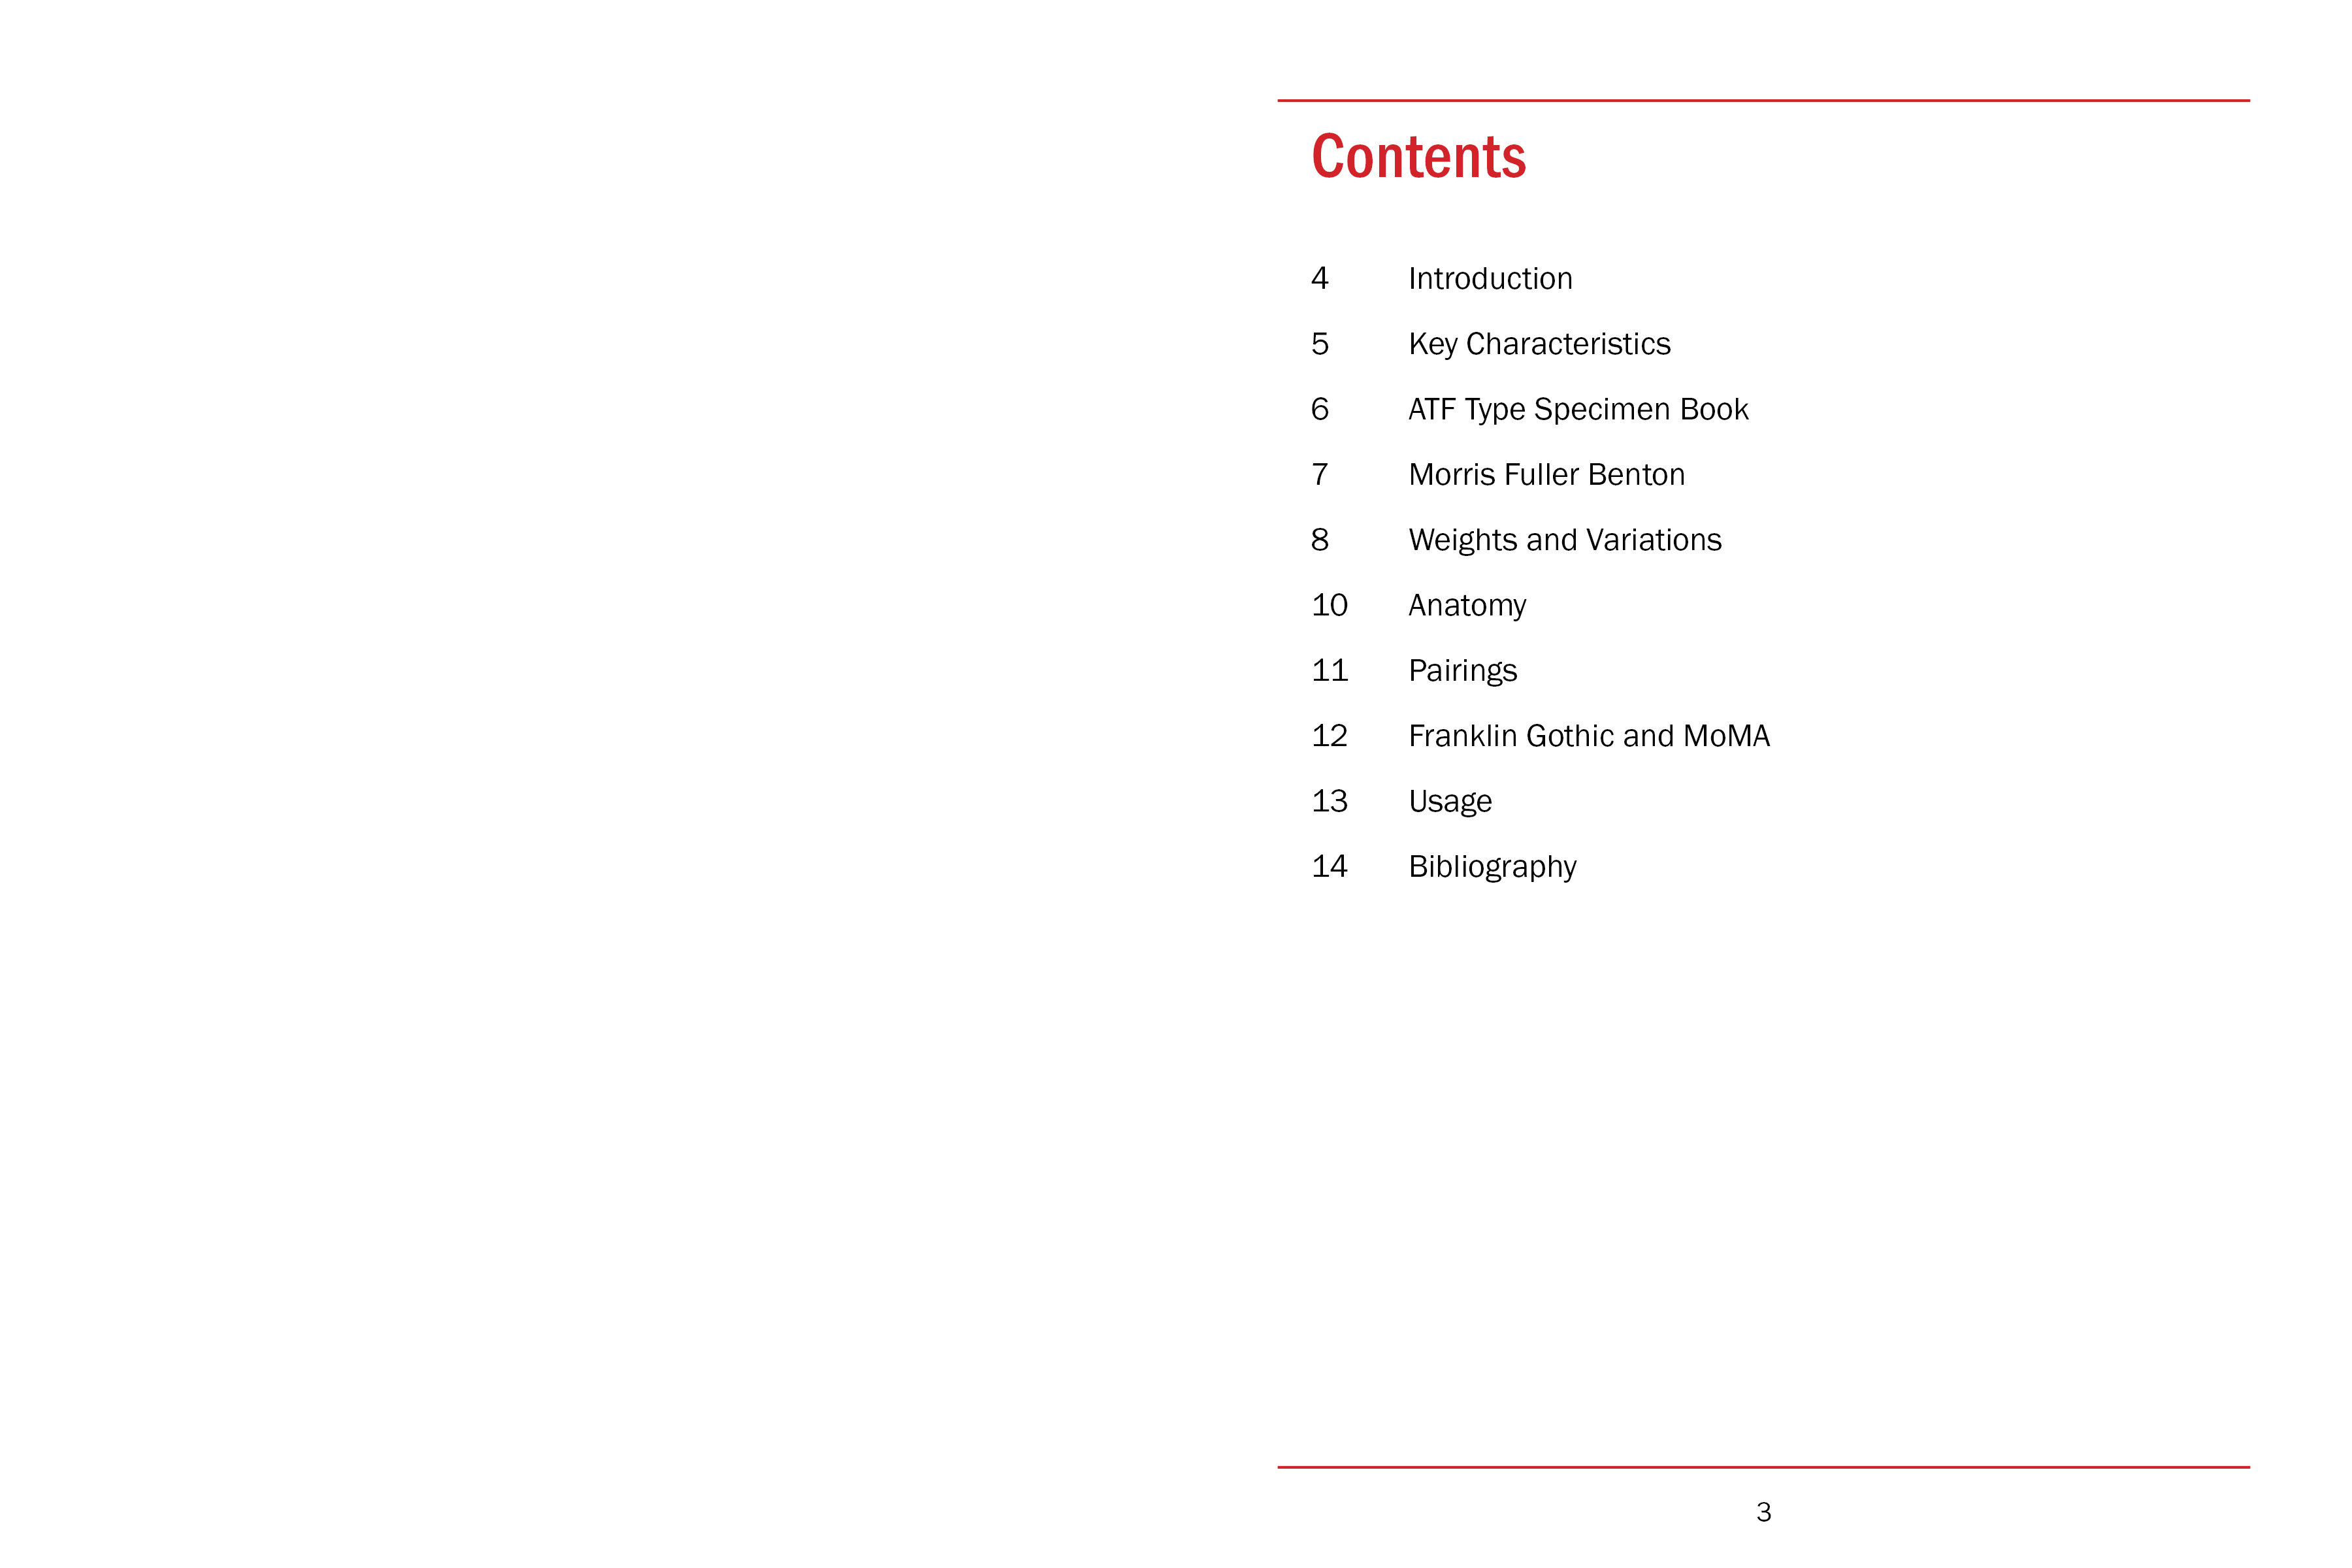 Contents
4 Introduction
5 Key Characteristics
6 ATF Type Specimen Book
7 Morris Fuller Benton
8 Weights and Variations
10 Anatomy
11 Pairings
12 Franklin Gothic and MoMA
13 Usage
14 Bibliography
3